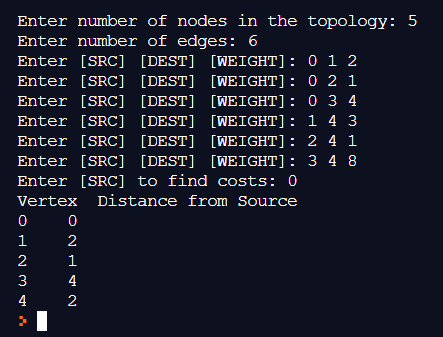 Enter number of nodes in the topology: 5
Enter number of edges: 6
Enter [SRC] [DEST] [WEIGHT]: 0 1 2
Enter [SRC] [DEST] [WEIGHT]: 0 2 1
Enter [SRC] [DEST] [WEIGHT]: 0 3 4
Enter [SRC] [DEST] [WEIGHT]: 1 4 3
Enter [SRC] [DEST] [WEIGHT]: 2 4 1
Enter [SRC] [DEST] [WEIGHT]: 3 4 8
Enter [SRC] to find costs: 0
Vertex  Distance from Source
0    0
1    2
2    1
3    4
4    2
>